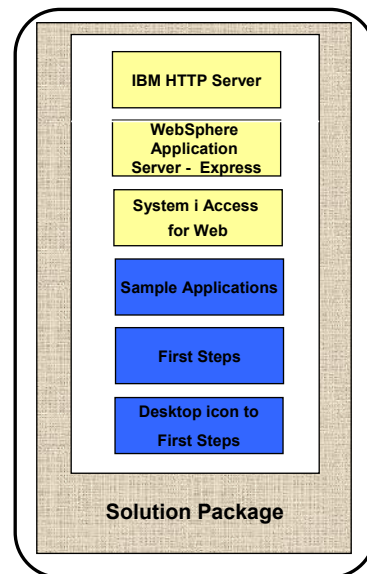 IBM HTTP Server
WebSphere
Application
Server - Express
System i Access
for Web
Sample Applications
First Steps
Desktop icon to
First Steps
Solution Package